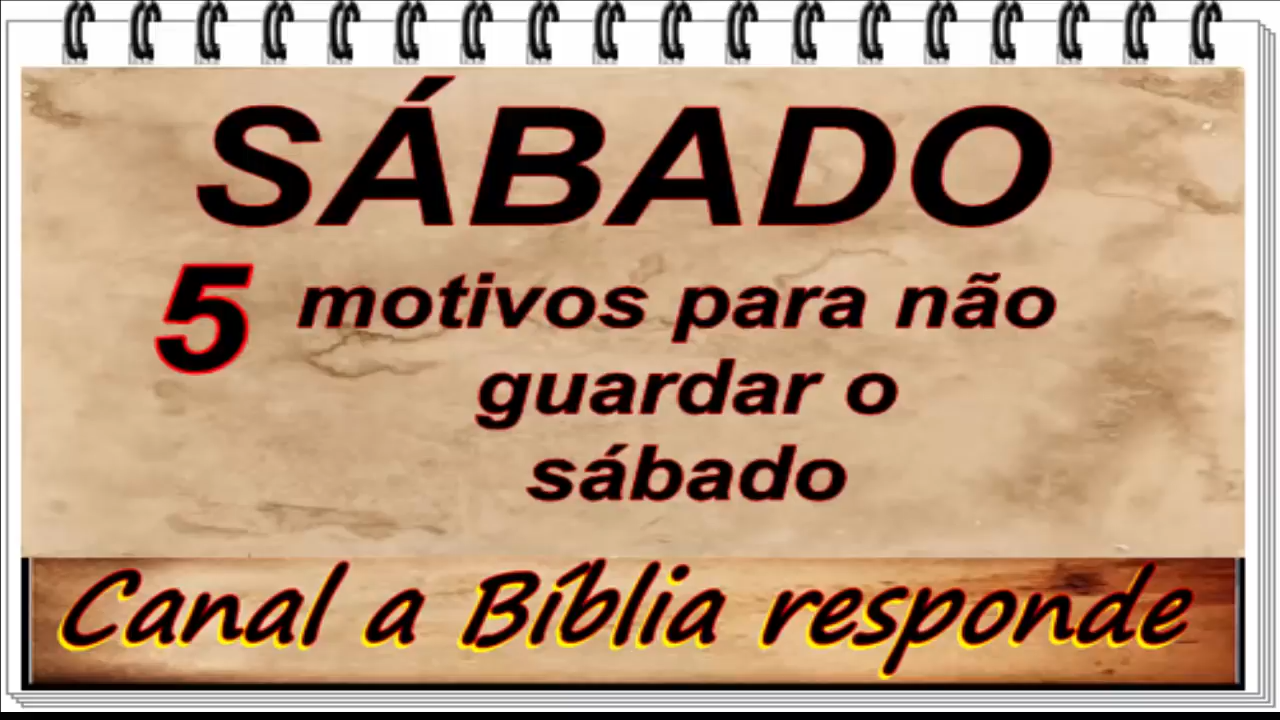 SÁBADO
5 motivos para não
guardar o
sábado
Canal a Bíblia responde